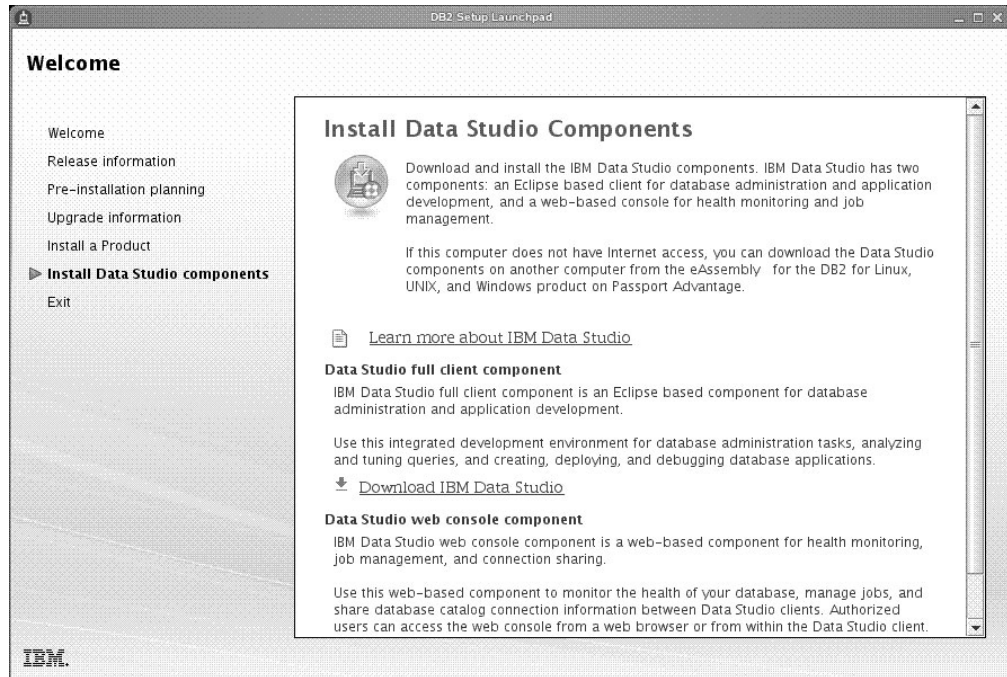 DB2 Setup Launchpad
Welcome
Welcome
Release information
Pre-installation planning
Upgrade information
Install a Product
Install Data Studio components
Exit
Install Data Studio Components
Download and install the IBM Data Studio components. IBM Data Studio has two
components: an Eclipse based client for database administration and application
development, and a web-based console for health monitoring and job
management.
If this computer does not have Internet access, you can download the Data Studio
components on another computer from the eAssembly for the DB2 for Linux,
UNIX, and Windows product on Passport Advantage.
Learn more about IBM Data Studio
Data Studio full client component
IBM Data Studio full client component is an Eclipse based component for database
administration and application development.
Use this integrated development environment for database administration tasks, analyzing
and tuning queries, and creating, deploying, and debugging database applications.
Download IBM Data Studio
Data Studio web console component
IBM Data Studio web console component is a web-based component for health monitoring,
job management, and connection sharing.
Use this web-based component to monitor the health of your database, manage jobs, and
share database catalog connection information between Data Studio clients. Authorized
users can access the web console from a web browser or from within the Data Studio client.
IBM.